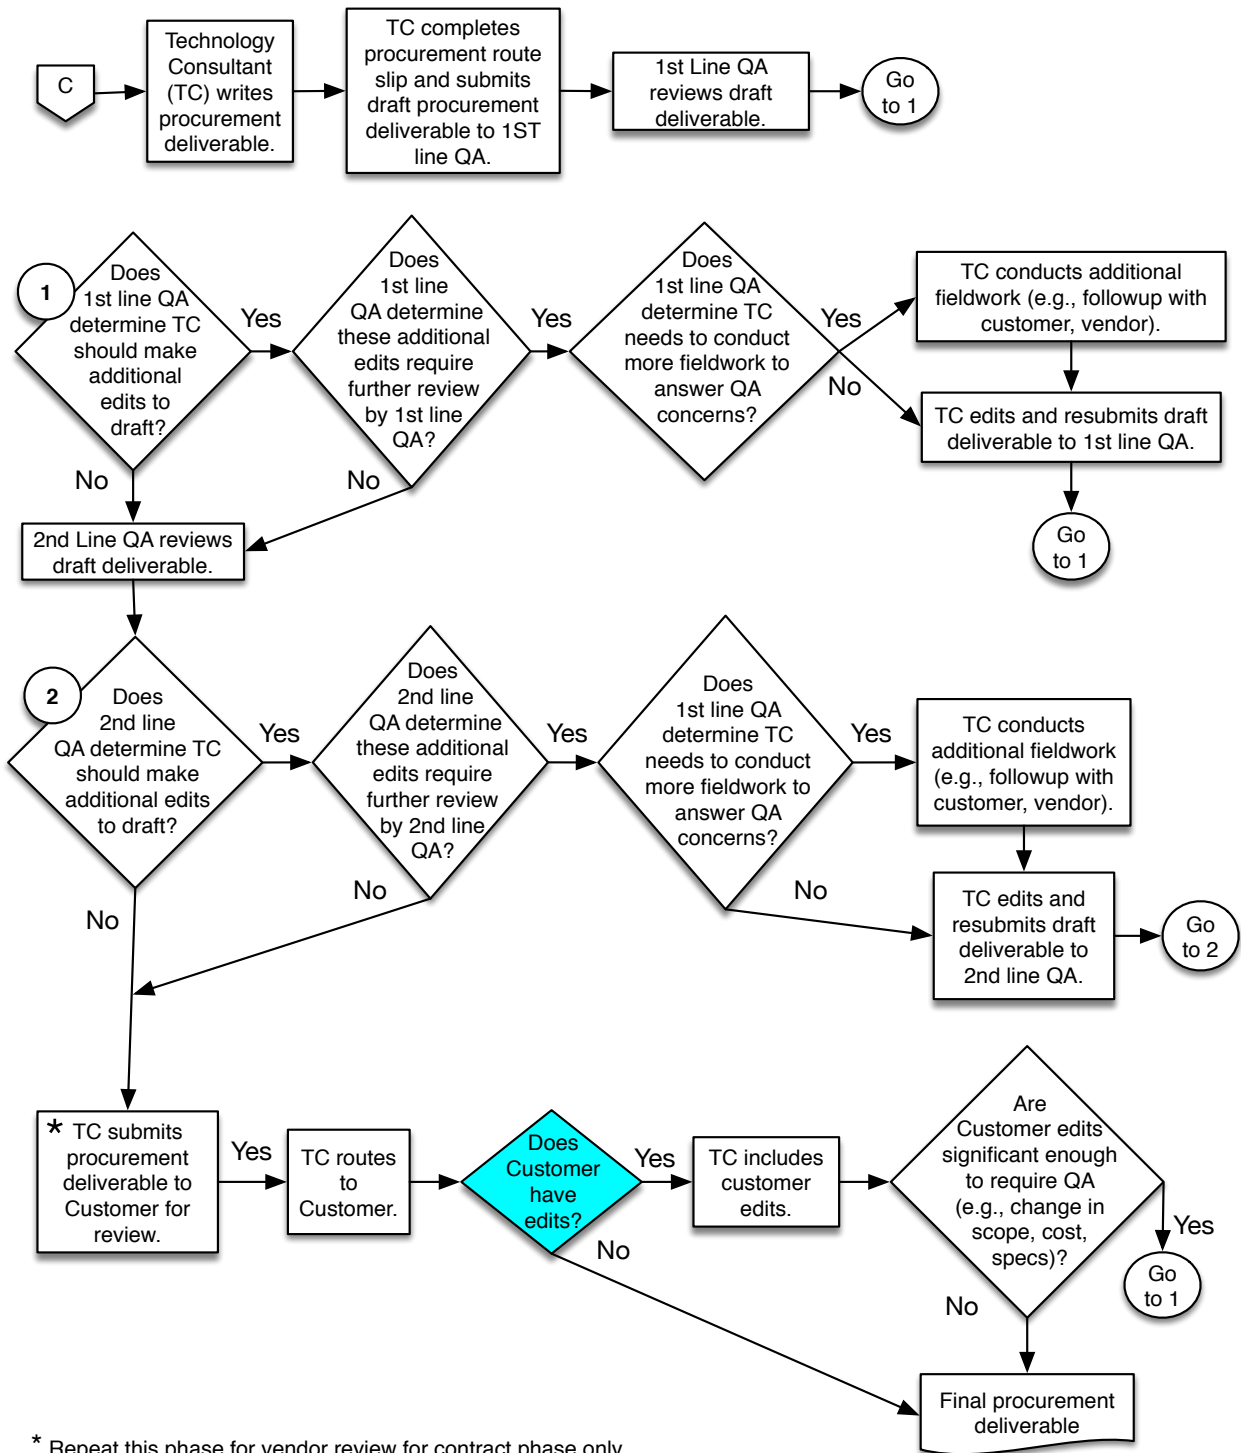 C
Technology
Consultant
(TC) writes
procurement
deliverable.
TC completes
procurement route
slip and submits
draft procurement
deliverable to 1ST
line QA.
1st Line QA
reviews draft
deliverable.
Go
to 1
1
Does
1st line QA
determine TC
should make
additional
edits to
draft?
Yes
No
Does
1st line
QA determine
these additional
edits require
further review
by 1st line
QA?
Yes
No
Does
1st line QA
determine TC
needs to conduct
more fieldwork to
answer QA
concerns?
Yes
No
TC conducts additional
fieldwork (e.g., followup with
customer, vendor).
TC edits and resubmits draft
deliverable to 1st line QA.
Go
to 1
2nd Line QA reviews
draft deliverable.
2
Does
2nd line
QA determine TC
should make
additional edits
to draft?
Yes
No
Does
2nd line
QA determine
these additional
edits require
further review
by 2nd line
QA?
Yes
No
Does
1st line QA
determine TC
needs to conduct
more fieldwork to
answer QA
concerns?
Yes
No
TC conducts
additional fieldwork
(e.g., followup with
customer, vendor).
TC edits and
resubmits draft
deliverable to
2nd line QA.
Go
to 2
* TC submits
procurement
deliverable to
Customer for
review.
Yes
TC routes
to
Customer.
Does
Customer
have
edits?
Yes
No
TC includes
customer
edits.
Are
Customer edits
significant enough
to require QA
(e.g., change in
scope, cost,
specs)?
Yes
No
Go
to 1
Final procurement
deliverable
* Repeat this phase for vendor review for contract phase only